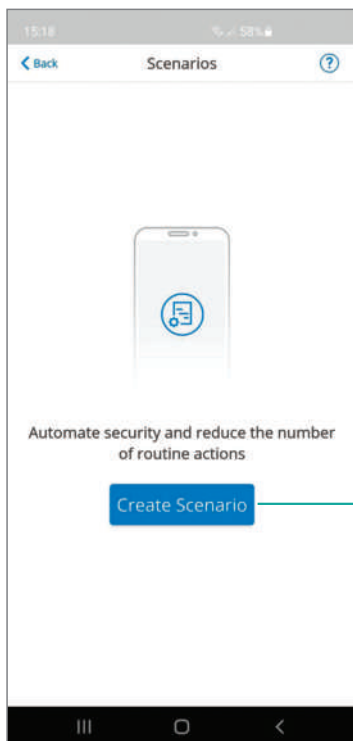 15:18 58%
Back Scenarios ?
Automate security and reduce the number
of routine actions
Create Scenario